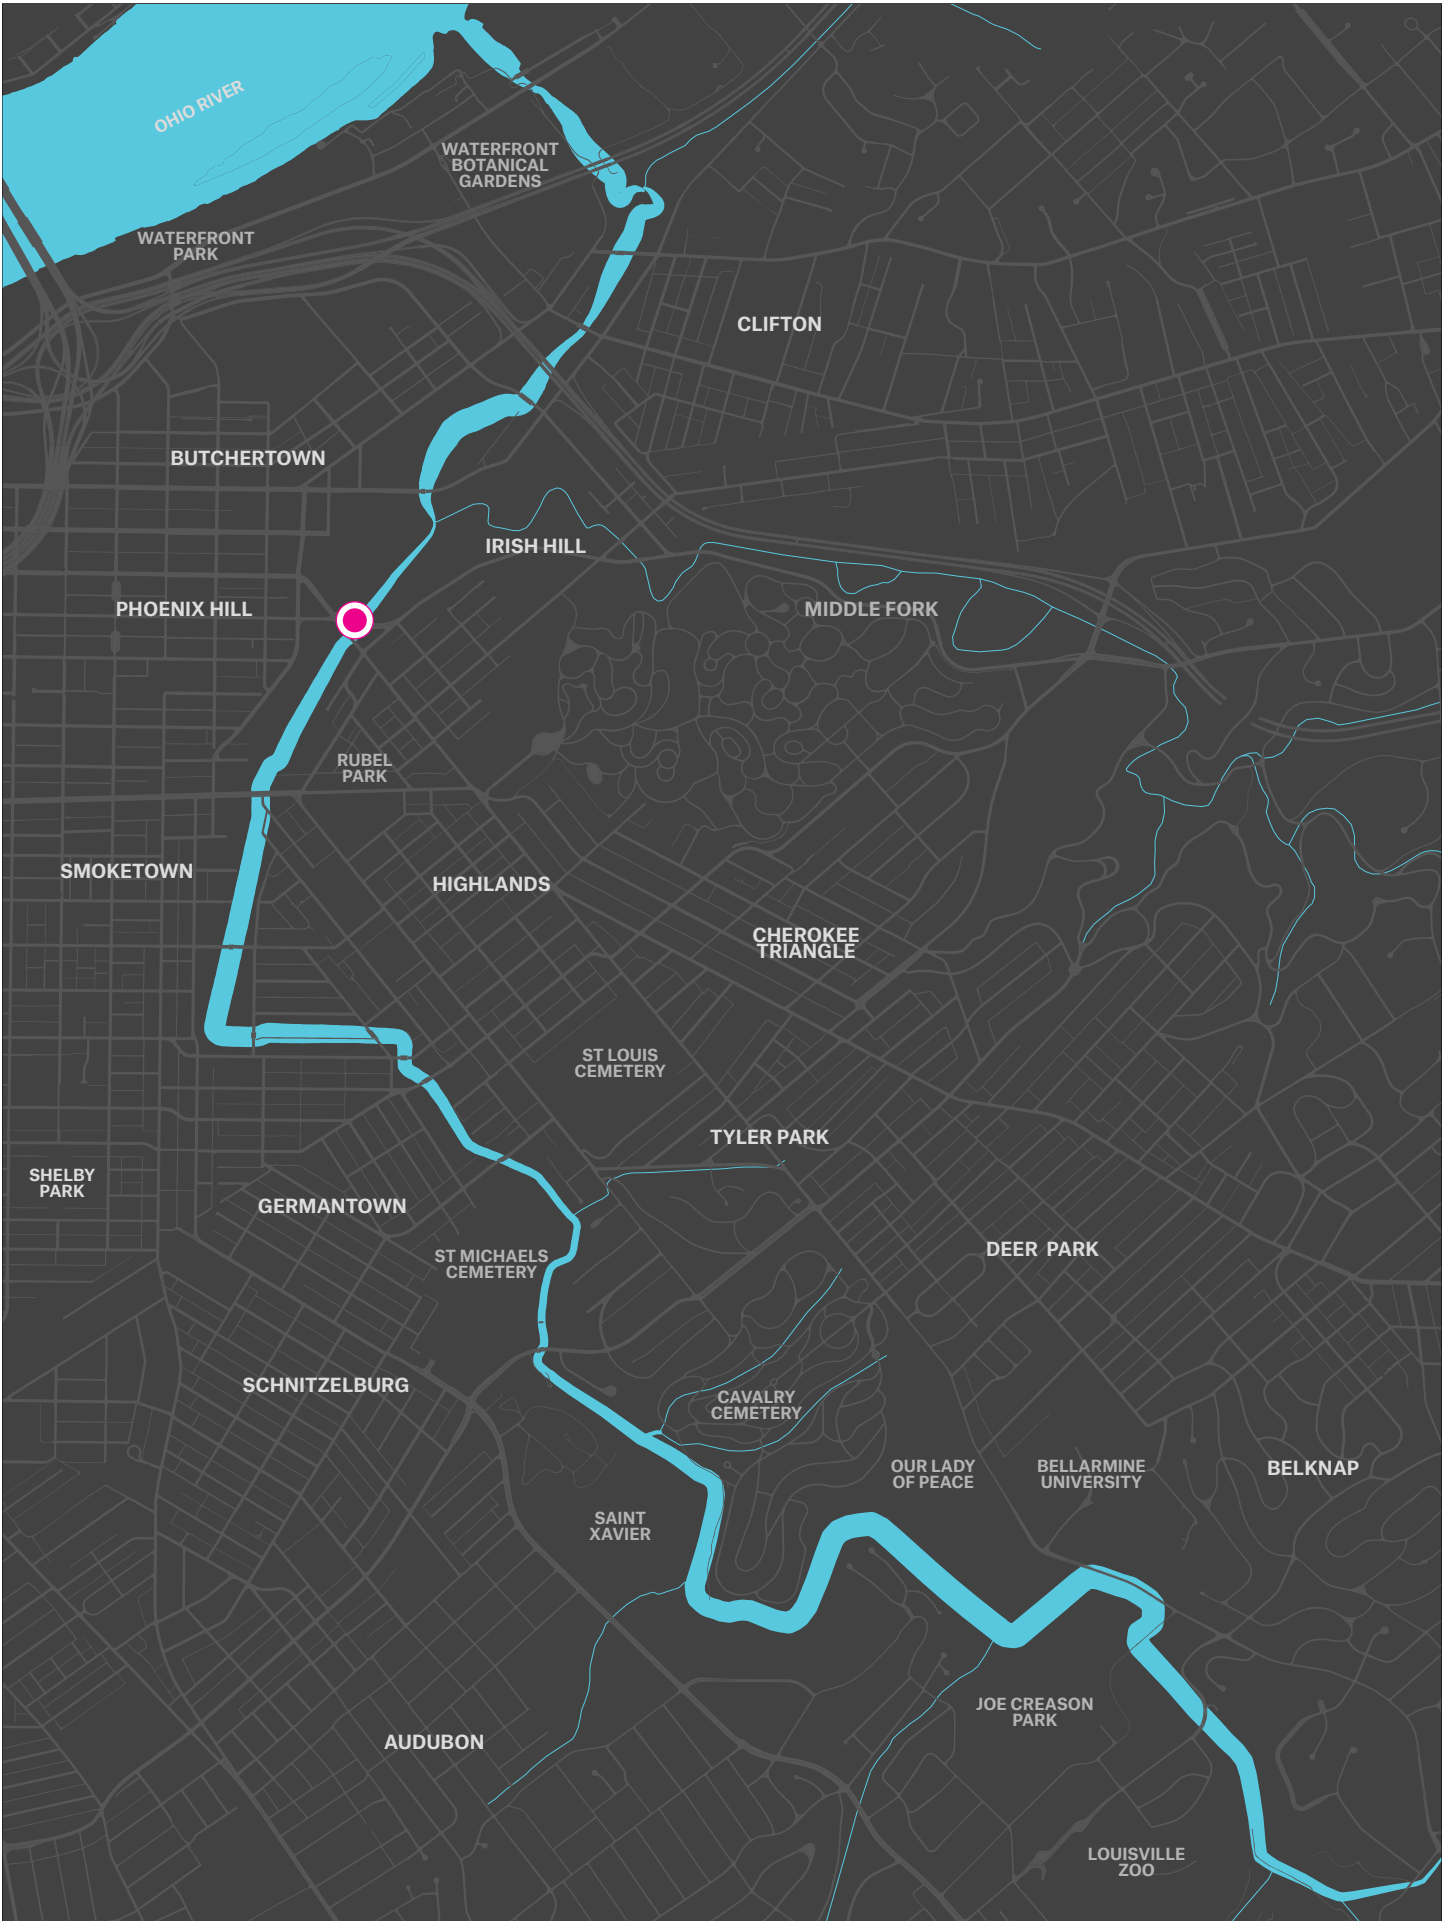 OHIO RIVER
WATERFRONT
BOTANICAL
GARDENS
WATERFRONT
PARK
CLIFTON
BUTCHERTOWN
IRISH HILL
PHOENIX HILL
MIDDLE FORK
RUBEL
PARK
SMOKETOWN
HIGHLANDS
CHEROKEE
TRIANGLE
ST LOUIS
CEMETERY
TYLER PARK
SHELBY
PARK
GERMANTOWN
ST MICHAELS
CEMETERY
DEER PARK
SCHNITZELBURG
CAVALRY
CEMETERY
OUR LADY
OF PEACE
BELLARMINE
UNIVERSITY
BELKNAP
SAINT
XAVIER
JOE CREASON
PARK
AUDUBON
LOUISVILLE
ZOO